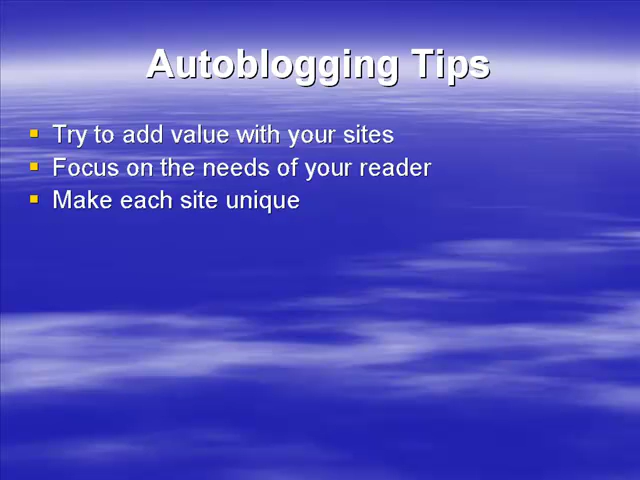 Autoblogging Tips
Try to add value with your sites
Focus on the needs of your reader
Make each site unique